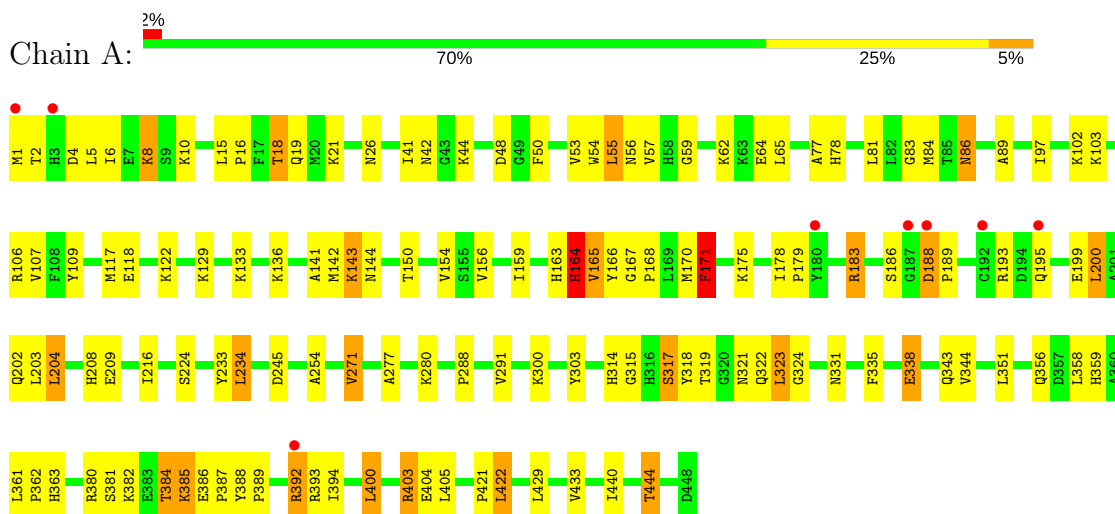 2%
Chain A:
70% 25% 5%
M1 T2 H3 D4 L5 I6 E7 K8 S9 K10 L15 P16 F17 T18 Q19 M20 K21 N26 I41 N42 G43 K44 D48 G49 F50 V53 W54 L55 N56 V57 H58 G59 K62 K63 E64 L65 A77 H78 L81 L82 G83 M84 T85 N86 A89 I97 K102 K103
R106 V107 F108 Y109 M117 E118 K122 K129 K133 K136 A141 M142 K143 N144 T150 V154 S155 V156 I159 H163 H164 V165 Y166 G167 P168 L169 M170 F171 K175 I178 P179 Y180 R183 S186 G187 D188 P189 C192 R193 D194 Q195 E199 L200 A201
Q202 L203 L204 H208 E209 I216 S224 Y233 L234 D245 A254 V271 A277 K280 P288 V291 K300 Y303 H314 G315 H316 S317 Y318 T319 G320 N321 Q322 L323 G324 N331 F335 E338 Q343 V344 L351 Q356 D357 L358 H359 A360
L361 P362 H363 R380 S381 K382 E383 T384 K385 E386 P387 Y388 P389 R392 R393 I394 L400 R403 E404 L405 P421 L422 L429 V433 I440 T444 D448